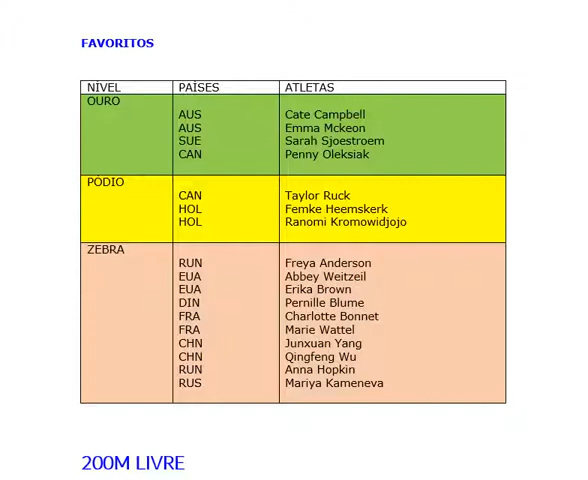 FAVORITOS
NÍVEL PAÍSES ATLETAS
OURO
AUS Cate Campbell
AUS Emma Mckeon
SUE Sarah Sjoestroem
CAN Penny Oleksiak
PÓDIO
CAN Taylor Ruck
HOL Femke Heemskerk
HOL Ranomi Kromowidjojo
ZEBRA
RUN Freya Anderson
EUA Abbey Weitzeil
EUA Erika Brown
DIN Pernille Blume
FRA Charlotte Bonnet
FRA Marie Wattel
CHN Junxuan Yang
CHN Qingfeng Wu
RUN Anna Hopkin
RUS Mariya Kameneva
200M LIVRE